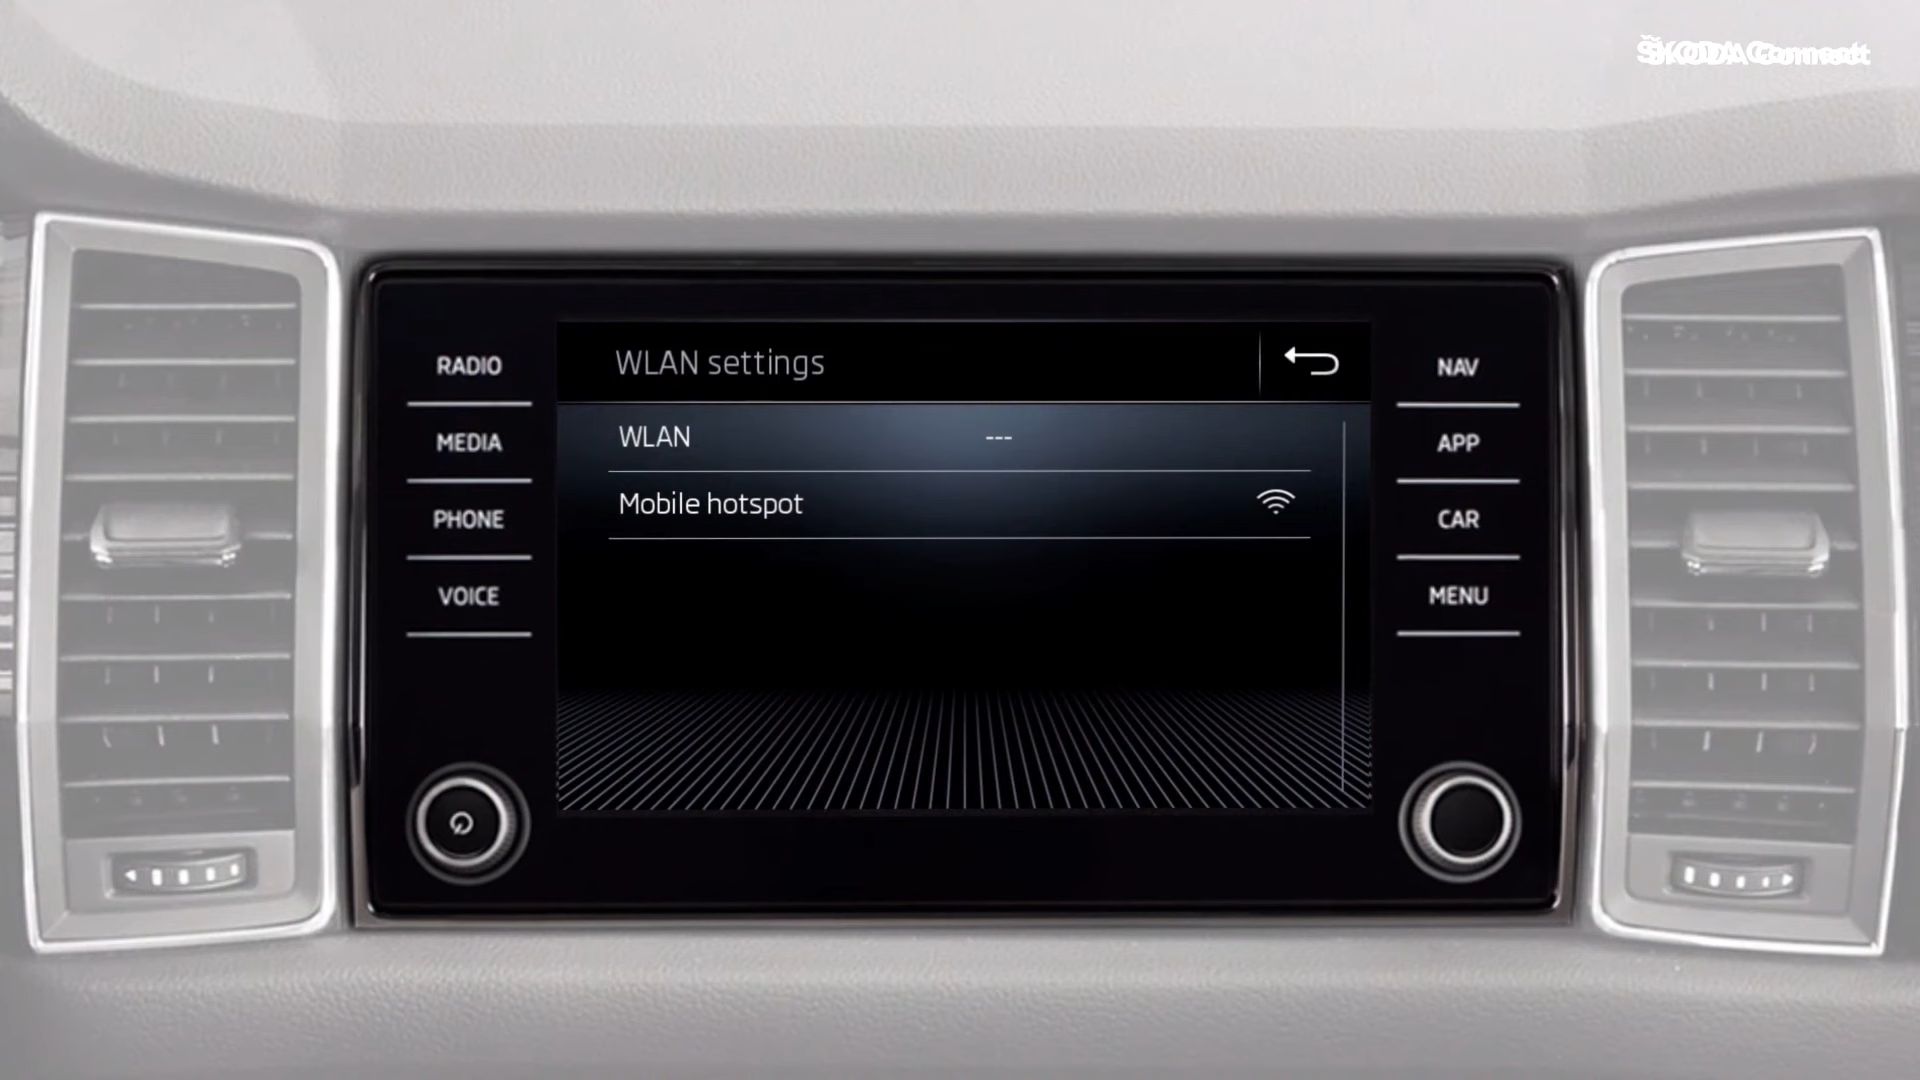 ŠKODA Connect
RADIO
MEDIA
PHONE
VOICE
WLAN settings
WLAN ---
Mobile hotspot
NAV
APP
CAR
MENU